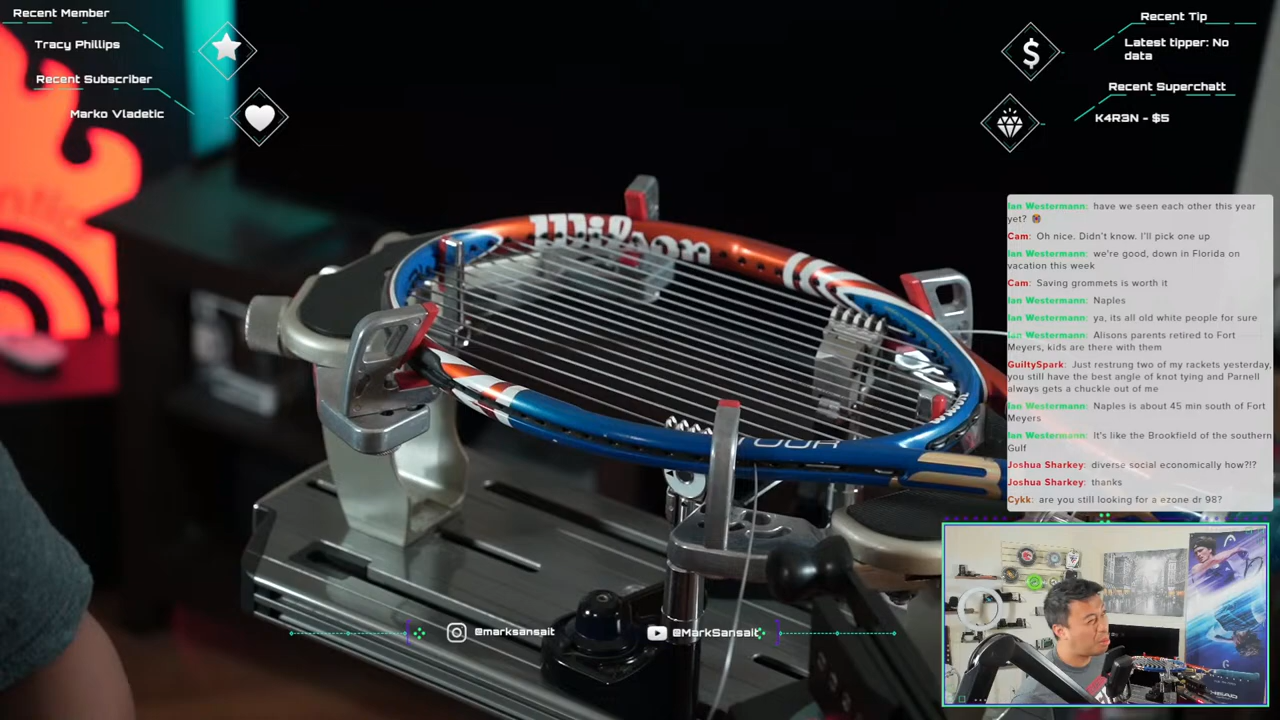 Recent Member
Tracy Phillips
Recent Subscriber
Marko Vladetic
Recent Tip
Latest tipper: No
data
Recent Superchatt
K4R3N - $5
Wilson
TOUR
Ian Westermann: have we seen each other this year
yet?
Cam: Oh nice. Didn't know. I'll pick one up
Ian Westermann: we're good, down in Florida on
vacation this week
Cam: Saving grommets is worth it
Ian Westermann: Naples
Ian Westermann: ya, its all old white people for sure
Ian Westermann: Alisons parents retired to Fort
Meyers, kids are there with them
GuiltySpark: Just restrung two of my rackets yesterday,
you still have the best angle of knot tying and Parnell
always gets a chuckle out of me
Ian Westermann: Naples is about 45 min south of Fort
Meyers
Ian Westermann: It's like the Brookfield of the southern
Gulf
Joshua Sharkey: diverse social economically how?!?
Joshua Sharkey: thanks
Cykk: are you still looking for a ezone dr 98?
@marksansait
@MarkSansait
HEAD